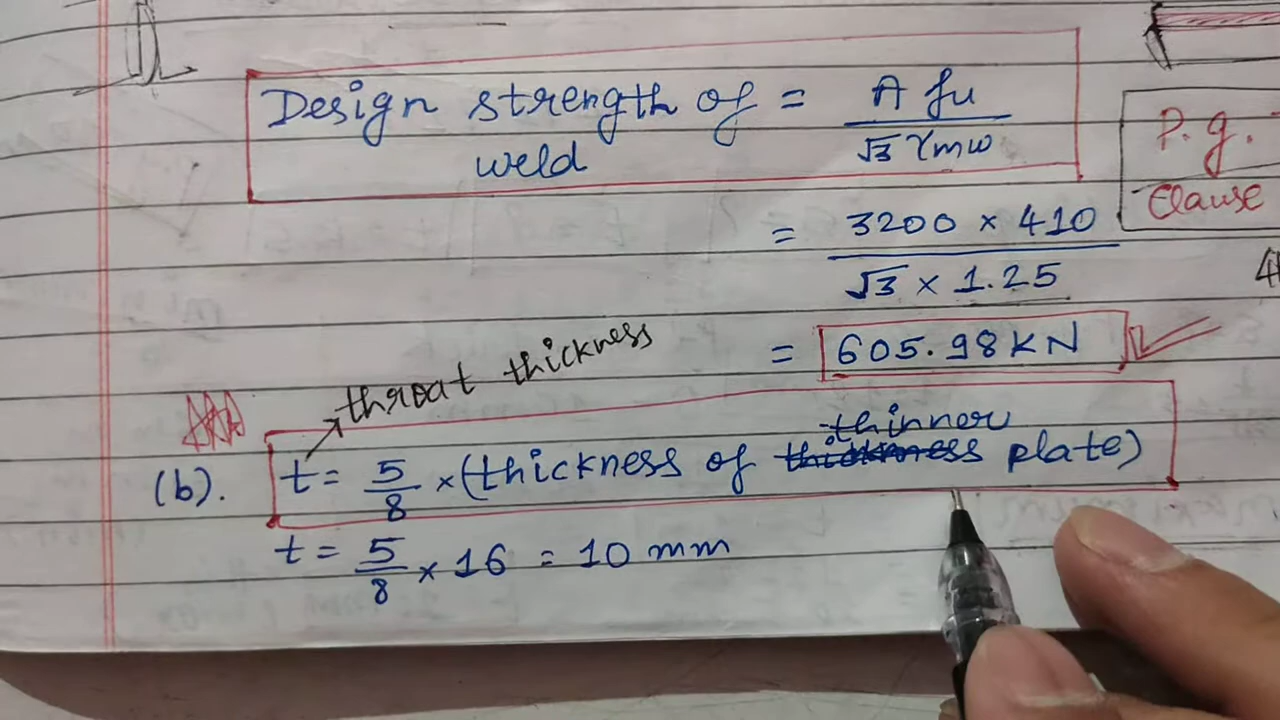 Design strength of = A fu
weld √3 γmw
= 3200 × 410
√3 × 1.25
= 605.98 KN
P.g.
Clause
throat thickness
thinner
(b). t = 5/8 × (thickness of plate)
t = 5/8 × 16 = 10 mm